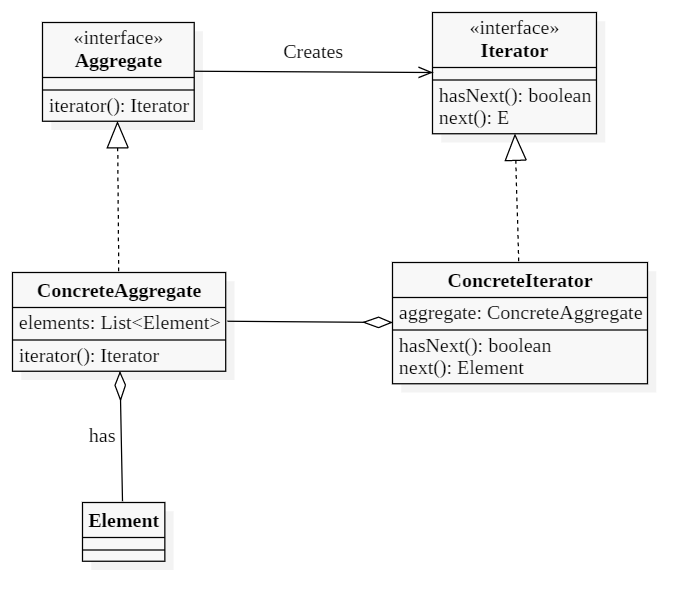 «interface»
Aggregate
iterator(): Iterator
Creates
«interface»
Iterator
hasNext(): boolean
next(): E
ConcreteAggregate
elements: List<Element>
iterator(): Iterator
ConcreteIterator
aggregate: ConcreteAggregate
hasNext(): boolean
next(): Element
has
Element